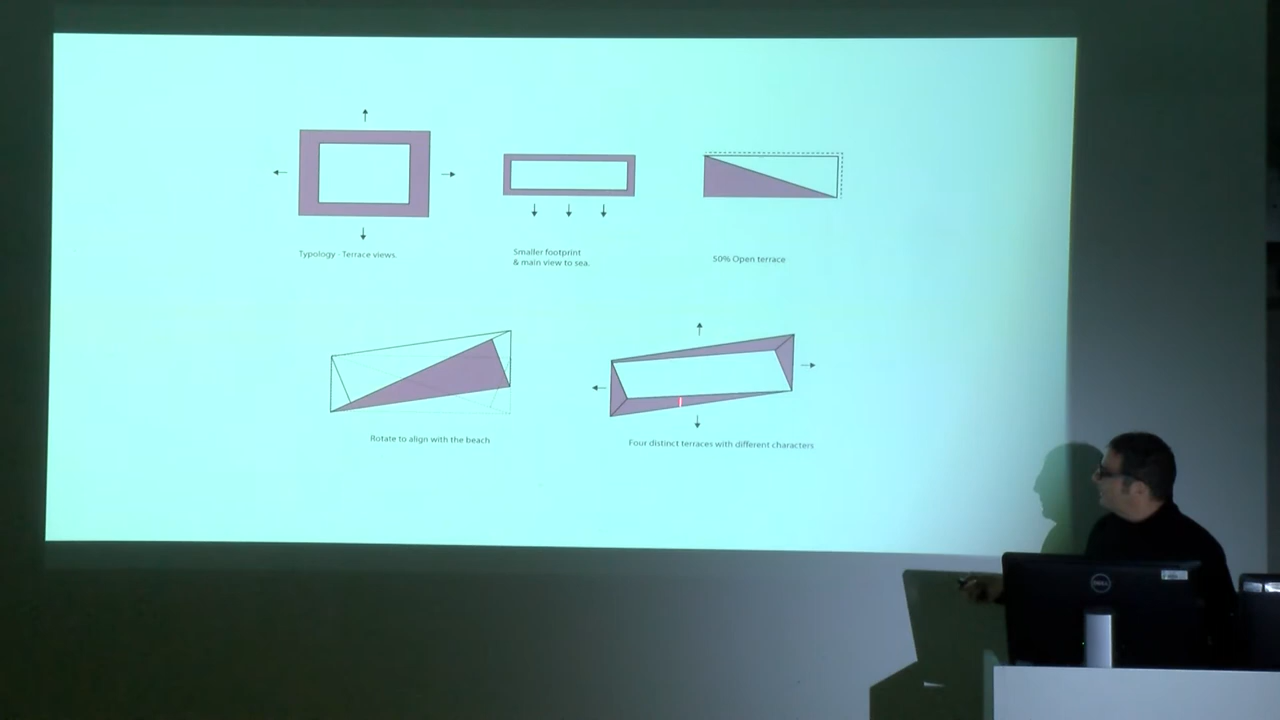 Typology - Terrace views.
Smaller footprint
& main view to sea.
50% Open terrace
Rotate to align with the beach
Four distinct terraces with different characters
DELL